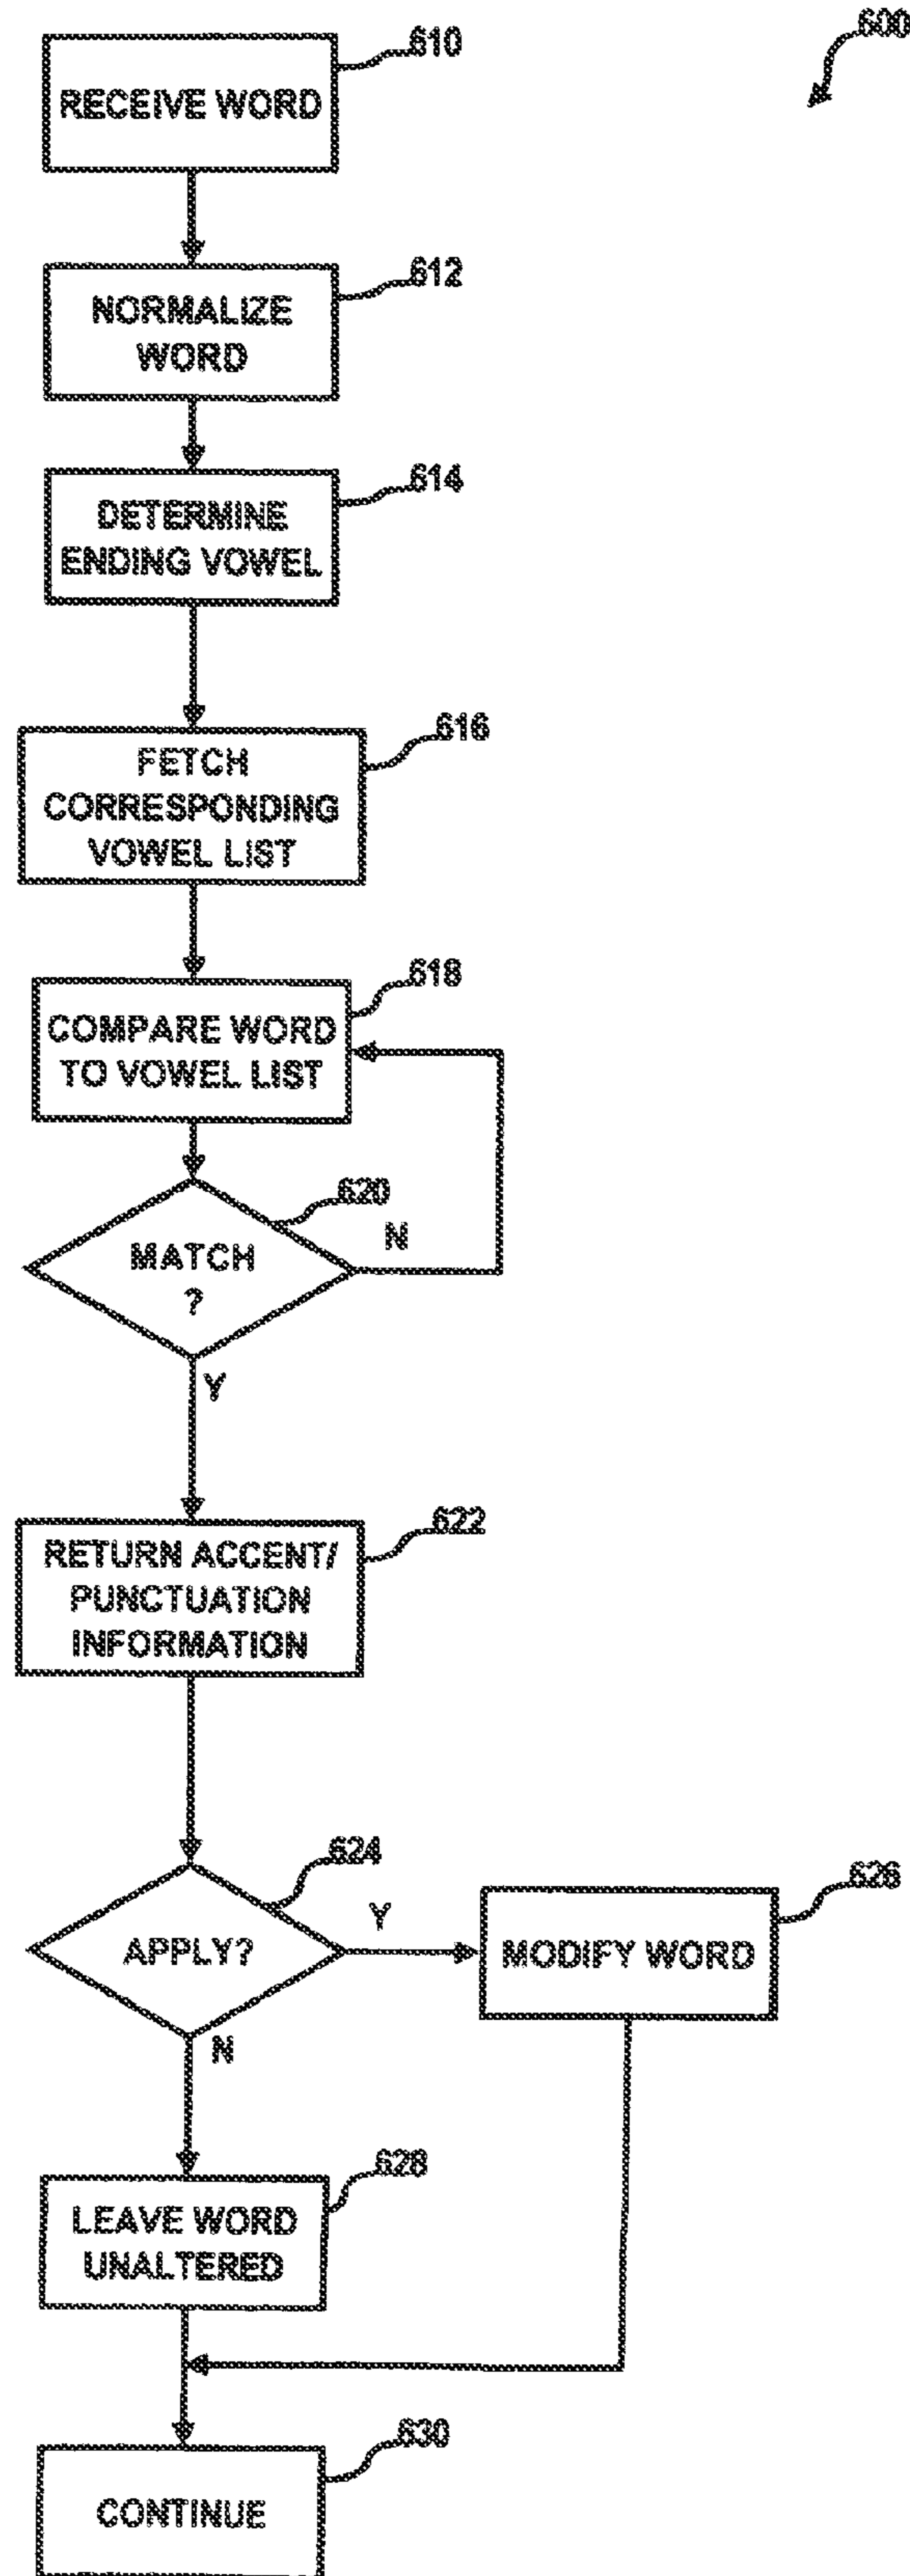 600
610
RECEIVE WORD
612
NORMALIZE
WORD
614
DETERMINE
ENDING VOWEL
616
FETCH
CORRESPONDING
VOWEL LIST
618
COMPARE WORD
TO VOWEL LIST
620
MATCH
?
N
Y
622
RETURN ACCENT/
PUNCTUATION
INFORMATION
624
APPLY?
Y
N
626
MODIFY WORD
628
LEAVE WORD
UNALTERED
630
CONTINUE